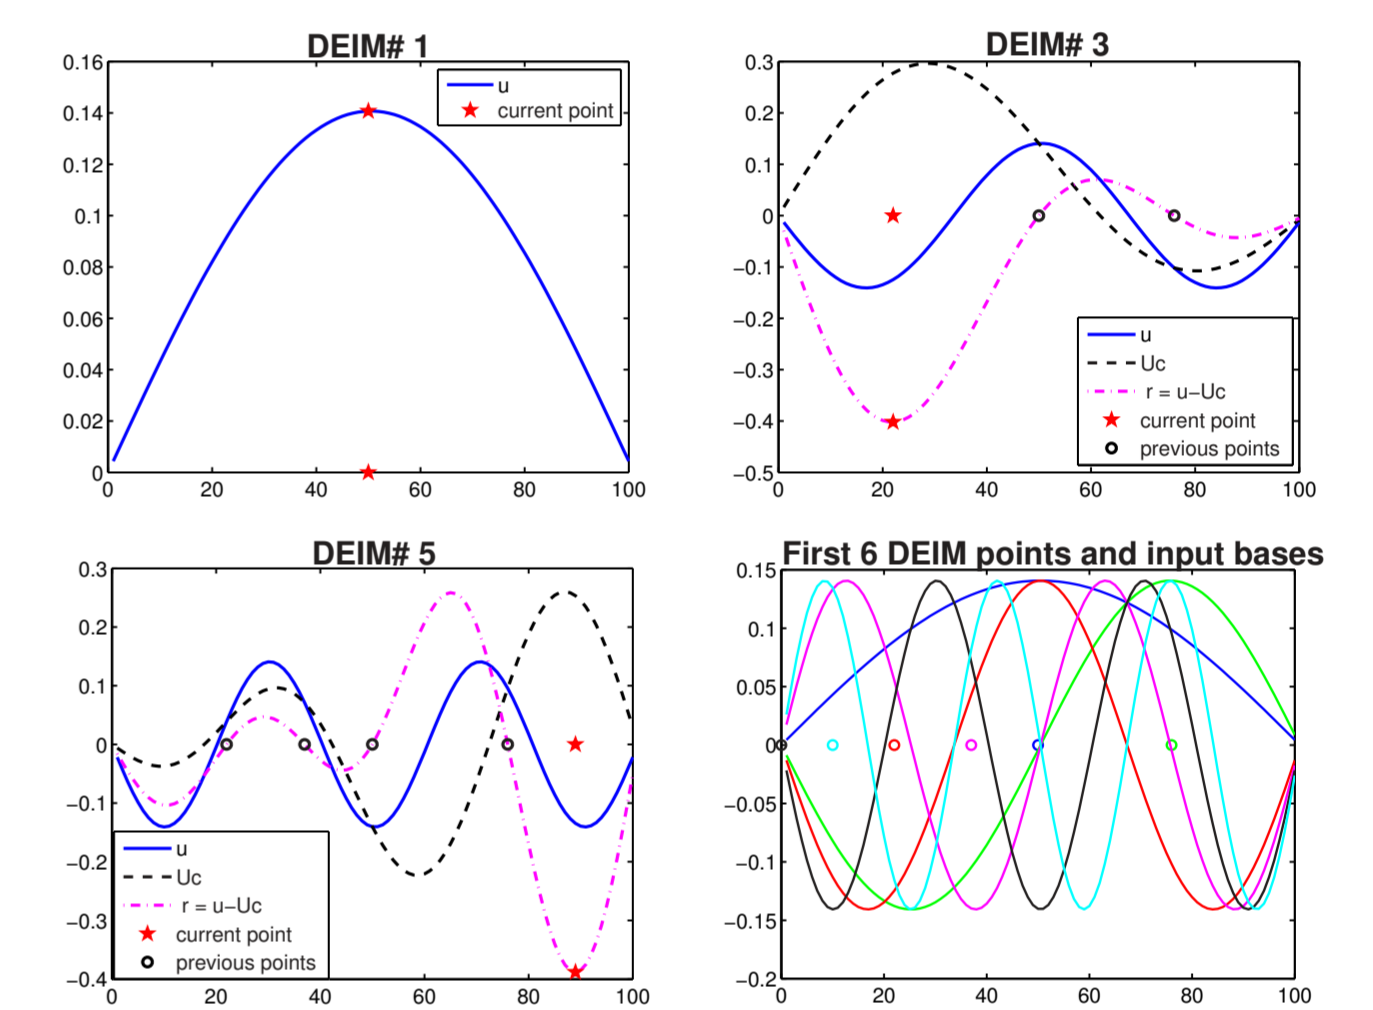 DEIM# 1
0.16
0.14
0.12
0.1
0.08
0.06
0.04
0.02
0
0 20 40 60 80 100
u
current point
DEIM# 3
0.3
0.2
0.1
0
−0.1
−0.2
−0.3
−0.4
−0.5
0 20 40 60 80 100
u
Uc
r = u−Uc
current point
previous points
DEIM# 5
0.3
0.2
0.1
0
−0.1
−0.2
−0.3
−0.4
0 20 40 60 80 100
u
Uc
r = u−Uc
current point
previous points
First 6 DEIM points and input bases
0.15
0.1
0.05
0
−0.05
−0.1
−0.15
−0.2
0 20 40 60 80 100